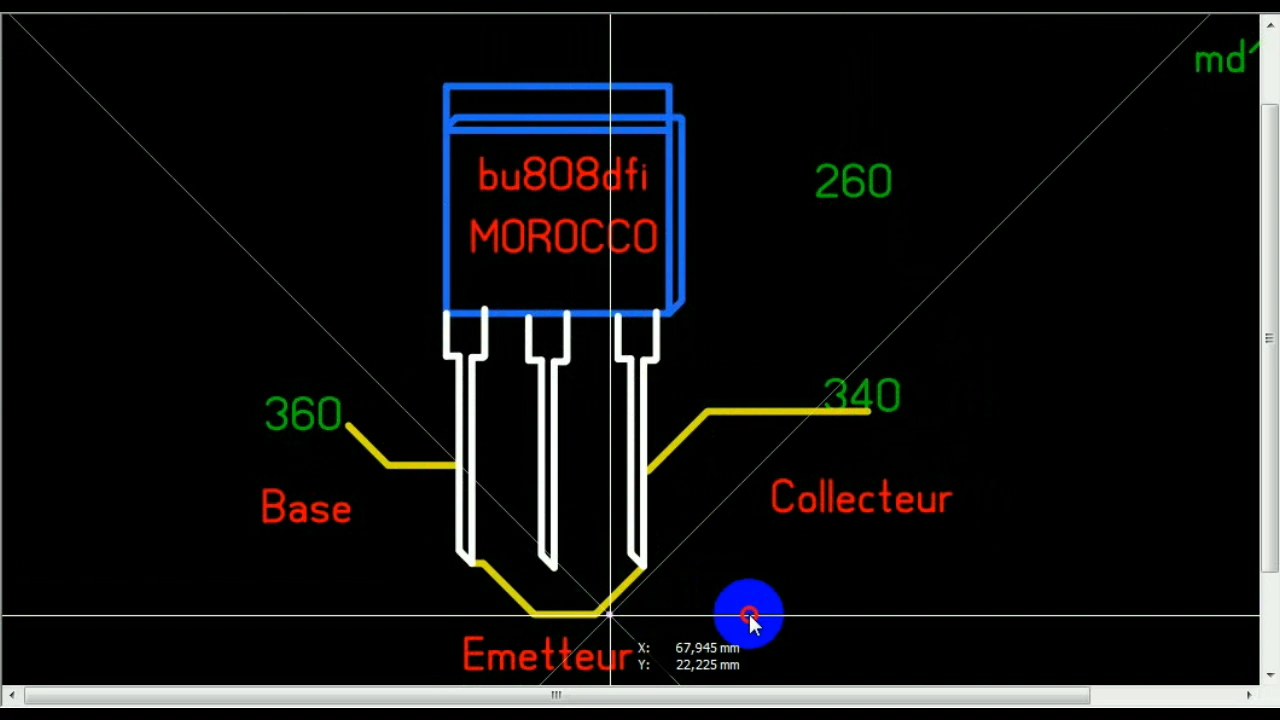 md
bu808dfi
260
MOROCCO
360
340
Base
Collecteur
Emetteur
X: 67,945 mm
Y: 22,225 mm